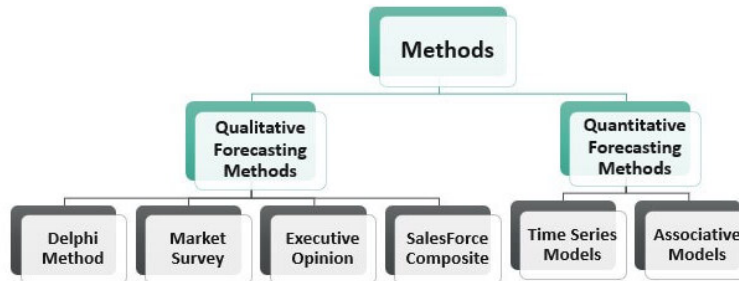 Methods
Qualitative
Forecasting
Methods
Quantitative
Forecasting
Methods
Delphi
Method
Market
Survey
Executive
Opinion
SalesForce
Composite
Time Series
Models
Associative
Models